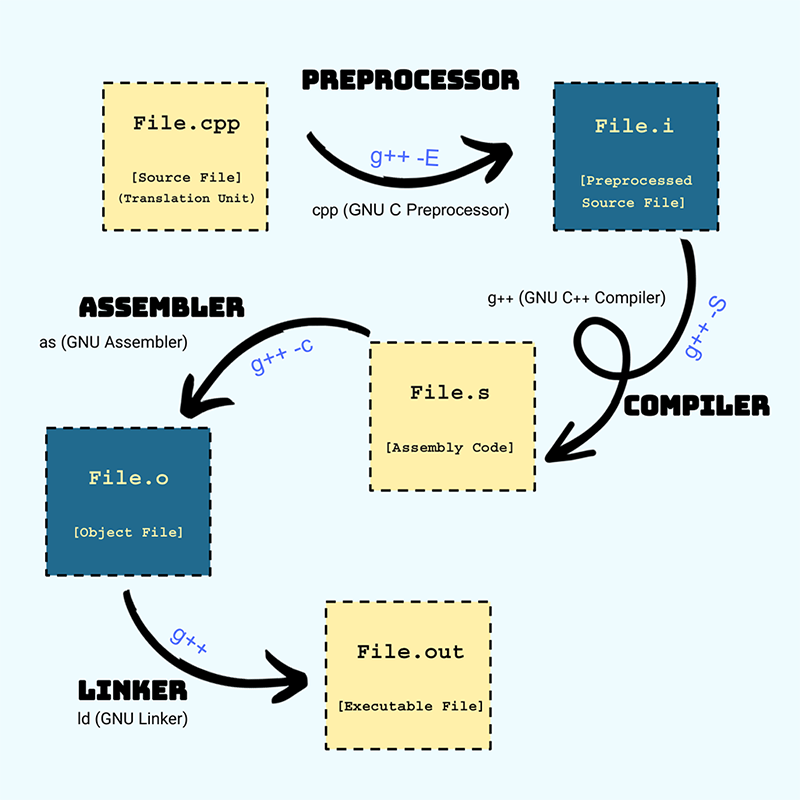 PREPROCESSOR
File.cpp
[Source File]
(Translation Unit)
g++ -E
cpp (GNU C Preprocessor)
File.i
[Preprocessed
Source File]
g++ (GNU C++ Compiler)
g++ -S
COMPILER
ASSEMBLER
as (GNU Assembler)
g++ -c
File.s
[Assembly Code]
File.o
[Object File]
g++
LINKER
ld (GNU Linker)
File.out
[Executable File]